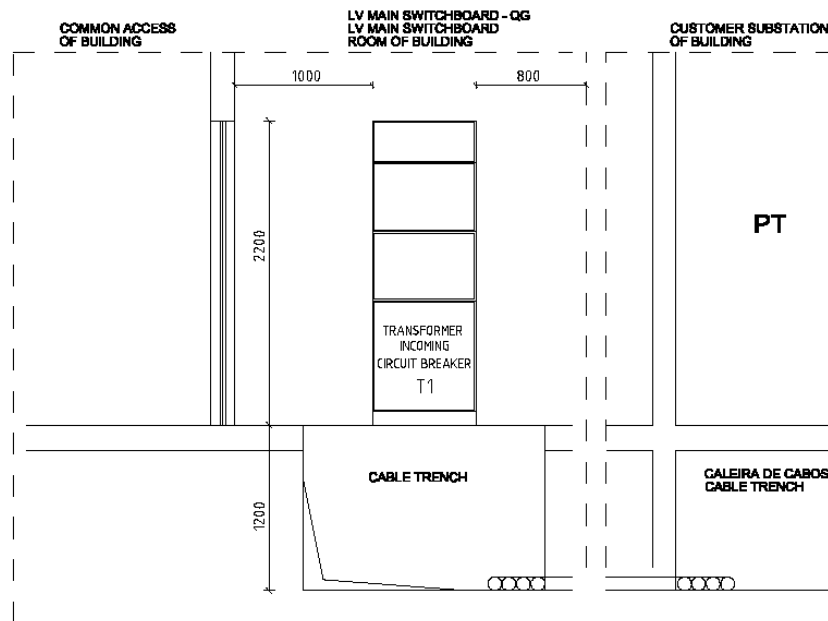 COMMON ACCESS
OF BUILDING
LV MAIN SWITCHBOARD - QG
LV MAIN SWITCHBOARD
ROOM OF BUILDING
CUSTOMER SUBSTATION
OF BUILDING
1000
800
2200
PT
TRANSFORMER
INCOMING
CIRCUIT BREAKER
T1
1200
CABLE TRENCH
CALEIRA DE CABOS
CABLE TRENCH